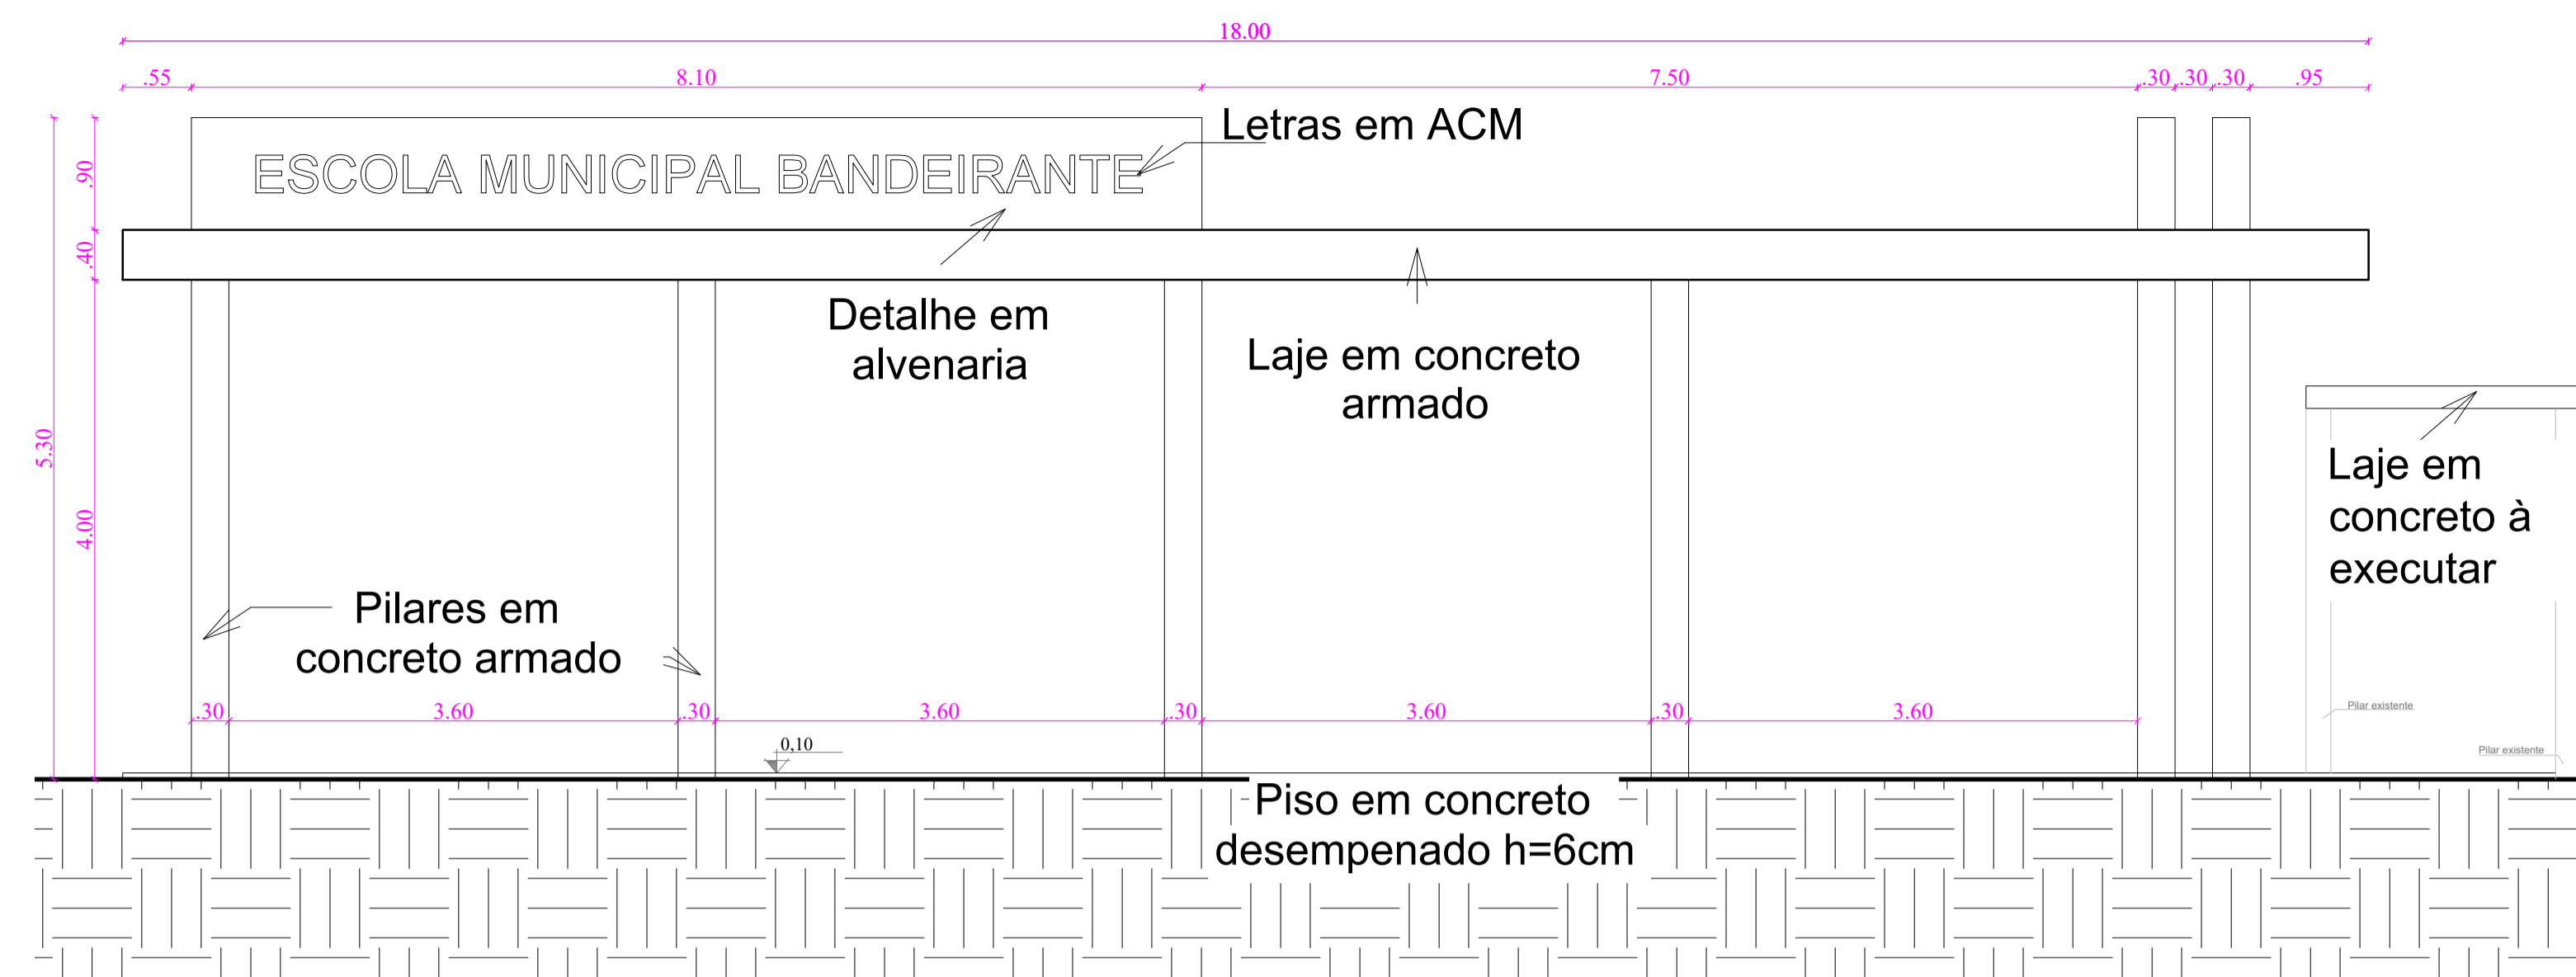 18.00
.55 8.10 7.50 .30 .30 .30 .95
Letras em ACM
ESCOLA MUNICIPAL BANDEIRANTE
.90
.40
Detalhe em
alvenaria
Laje em concreto
armado
5.30
4.00
Laje em
concreto à
executar
Pilares em
concreto armado
.30 3.60 .30 3.60 .30 3.60 .30 3.60
Pilar existente
0,10
Pilar existente
Piso em concreto
desempenado h=6cm